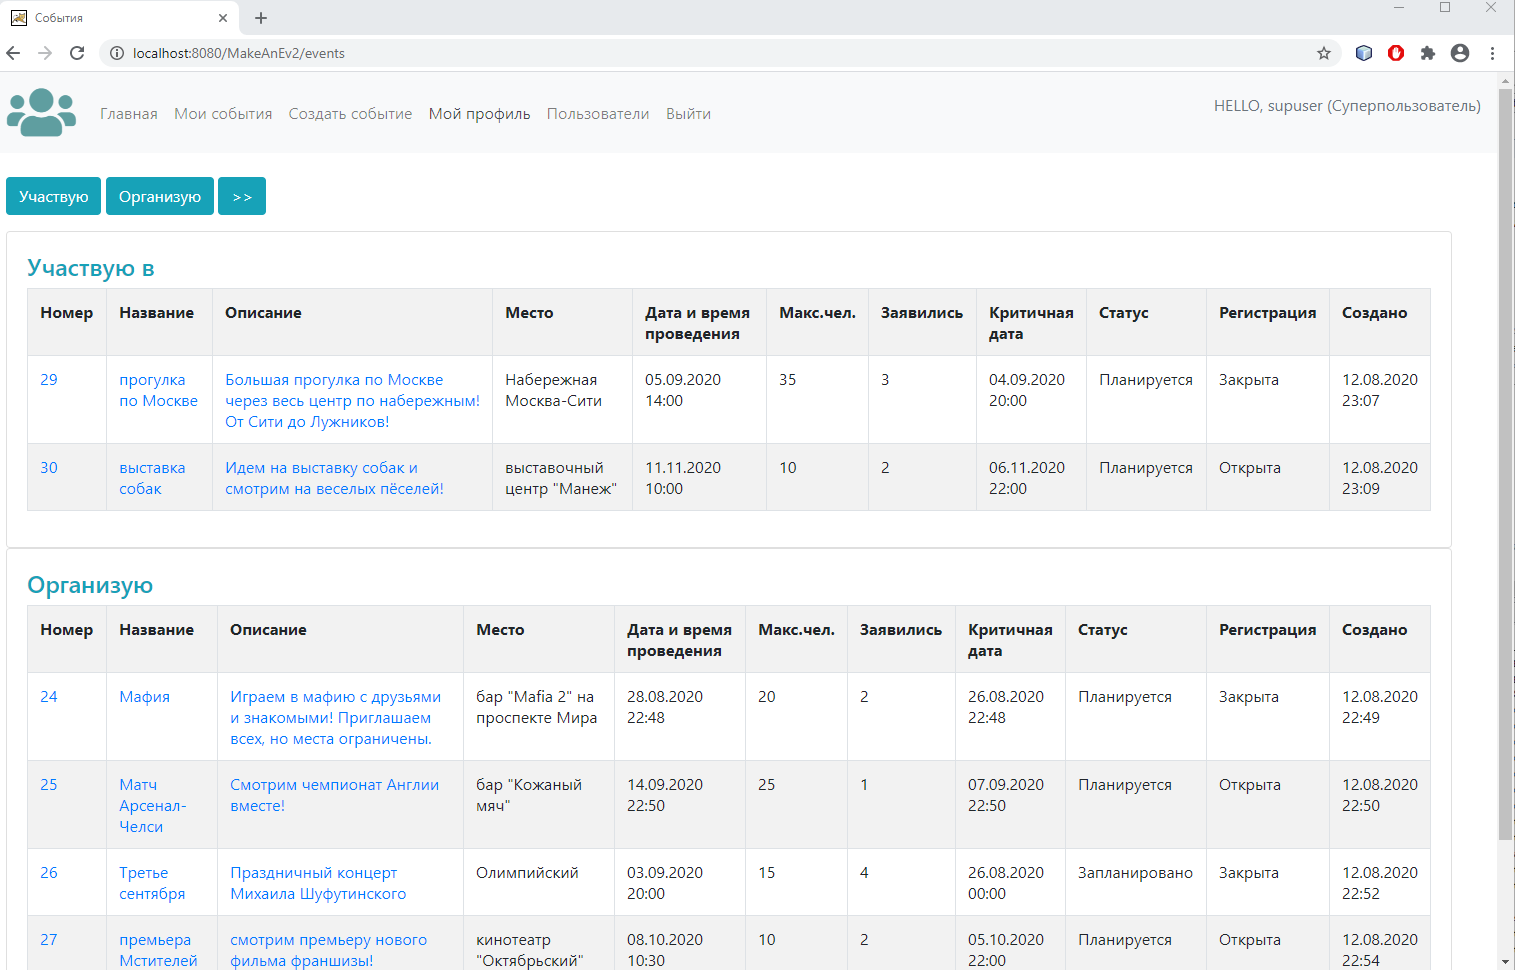 События
localhost:8080/MakeAnEv2/events
Главная Мои события Создать событие Мой профиль Пользователи Выйти
HELLO, supuser (Суперпользователь)
Участвую Организую >>
Участвую в
Номер Название Описание Место Дата и время Макс.чел. Заявились Критичная Статус Регистрация Создано
проведения дата
29 прогулка Большая прогулка по Москве Набережная 05.09.2020 35 3 04.09.2020 Планируется Закрыта 12.08.2020
по Москве через весь центр по набережным! Москва-Сити 14:00 20:00 23:07
От Сити до Лужников!
30 выставка Идем на выставку собак и выставочный 11.11.2020 10 2 06.11.2020 Планируется Открыта 12.08.2020
собак смотрим на веселых пёселей! центр "Манеж" 10:00 22:00 23:09
Организую
Номер Название Описание Место Дата и время Макс.чел. Заявились Критичная Статус Регистрация Создано
проведения дата
24 Мафия Играем в мафию с друзьями бар "Mafia 2" на 28.08.2020 20 2 26.08.2020 Планируется Закрыта 12.08.2020
и знакомыми! Приглашаем проспекте Мира 22:48 22:48 22:49
всех, но места ограничены.
25 Матч Смотрим чемпионат Англии бар "Кожаный 14.09.2020 25 1 07.09.2020 Планируется Открыта 12.08.2020
Арсенал- вместе! мяч" 22:50 22:50 22:50
Челси
26 Третье Праздничный концерт Олимпийский 03.09.2020 15 4 26.08.2020 Запланировано Закрыта 12.08.2020
сентября Михаила Шуфутинского 20:00 00:00 22:52
27 премьера смотрим премьеру нового кинотеатр 08.10.2020 10 2 05.10.2020 Планируется Открыта 12.08.2020
Мстителей фильма франшизы! "Октябрьский" 10:30 22:00 22:54